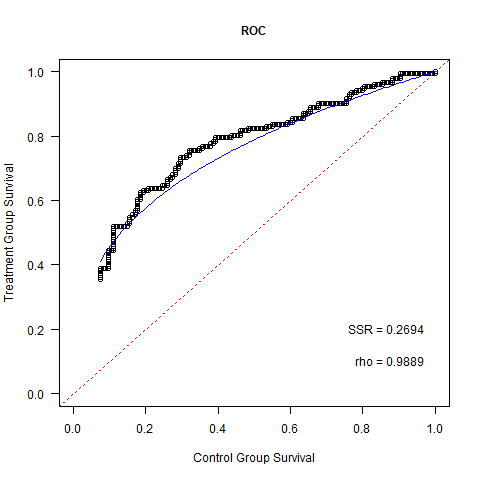 ROC
Treatment Group Survival
1.0
0.8
0.6
0.4
0.2
0.0
SSR = 0.2694
rho = 0.9889
0.0 0.2 0.4 0.6 0.8 1.0
Control Group Survival